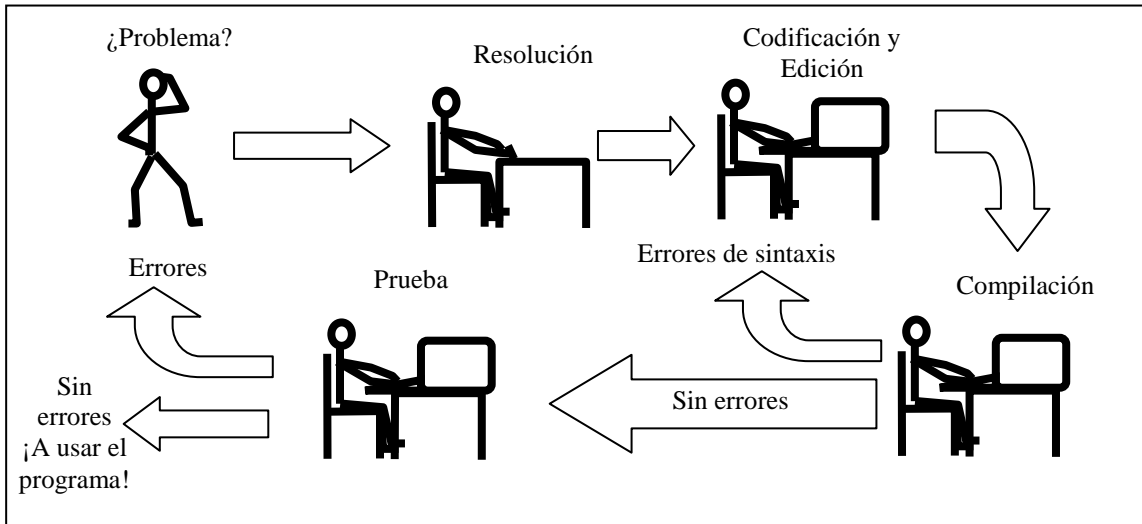 ¿Problema?
Resolución
Codificación y
Edición
Errores
Prueba
Errores de sintaxis
Compilación
Sin
errores
¡A usar el
programa!
Sin errores